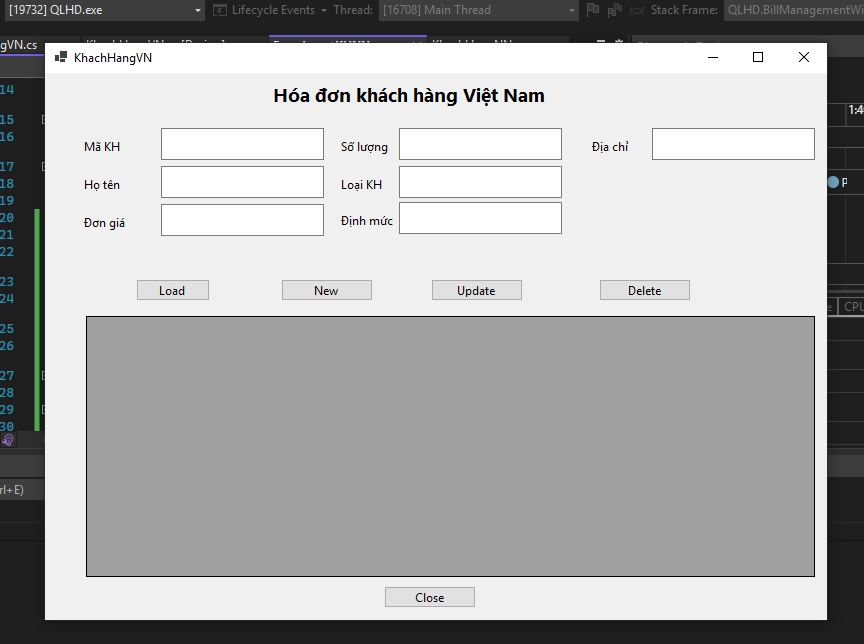 [19732] QLHD.exe Lifecycle Events Thread: [16708] Main Thread Stack Frame: QLHD.BillManagementWi
gVN.cs
KhachHangVN
Hóa đơn khách hàng Việt Nam
Mã KH Số lượng Địa chỉ
Họ tên Loại KH
Đơn giá Định mức
Load New Update Delete
Close
14
15
16
17
18
19
20
21
22
23
24
25
26
27
28
29
30
rl+E)
1:4
P
e CPU